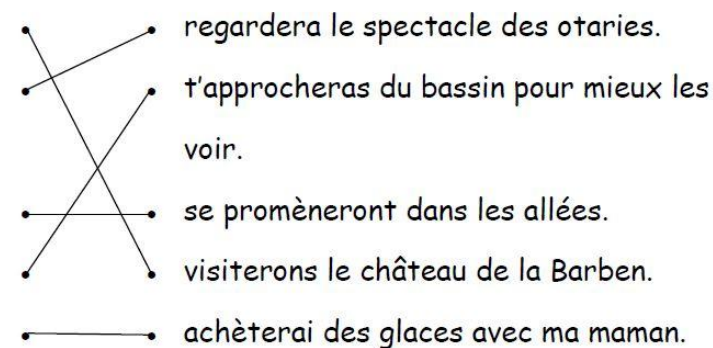 regardera le spectacle des otaries.
t'approcheras du bassin pour mieux les
voir.
se promèneront dans les allées.
visiterons le château de la Barben.
achèterai des glaces avec ma maman.